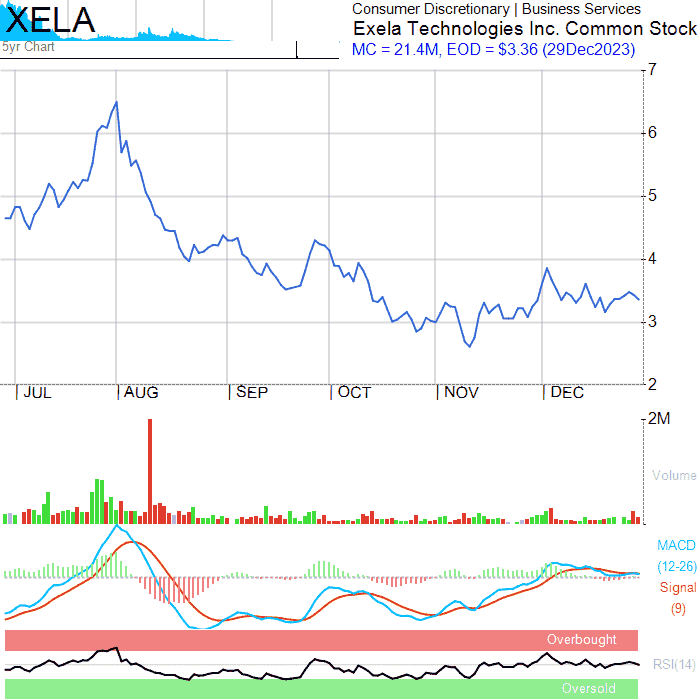 XELA
Consumer Discretionary | Business Services
Exela Technologies Inc. Common Stock
MC = 21.4M, EOD = $3.36 (29Dec2023)
5yr Chart
7
6
5
4
3
2
JUL AUG SEP OCT NOV DEC
2M
Volume
MACD
(12-26)
Signal
(9)
Overbought
RSI(14)
Oversold